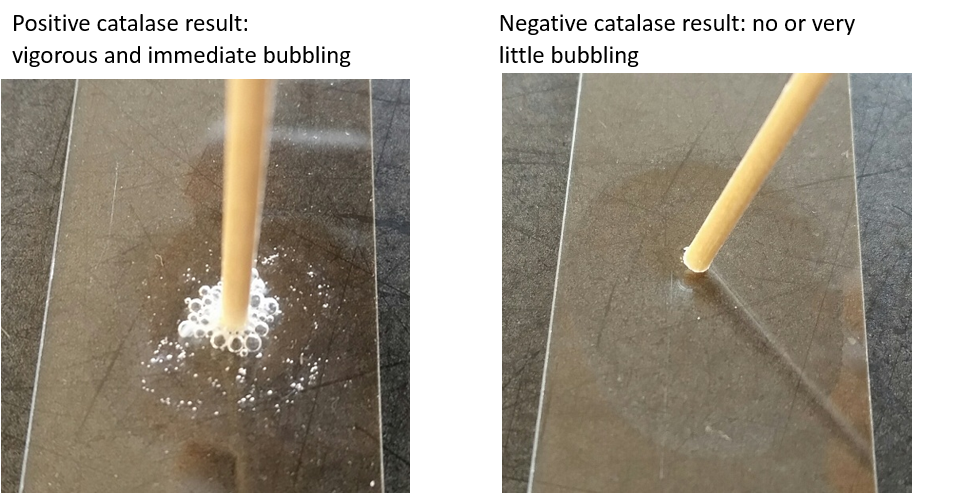 Positive catalase result:
vigorous and immediate bubbling
Negative catalase result: no or very
little bubbling